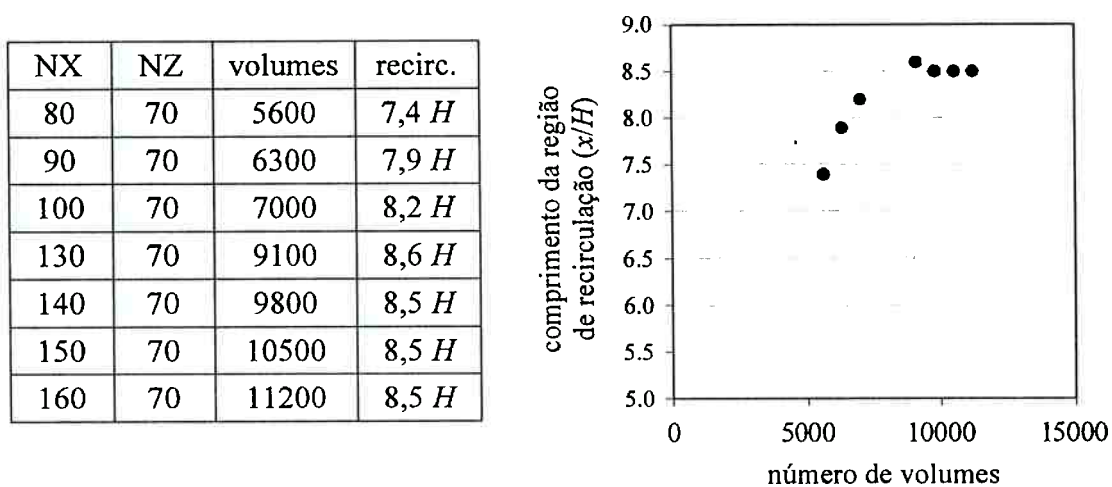 NX NZ volumes recirc.
80 70 5600 7,4 H
90 70 6300 7,9 H
100 70 7000 8,2 H
130 70 9100 8,6 H
140 70 9800 8,5 H
150 70 10500 8,5 H
160 70 11200 8,5 H
comprimento da região
de recirculação (x/H)
9.0
8.5
8.0
7.5
7.0
6.5
6.0
5.5
5.0
0 5000 10000 15000
número de volumes